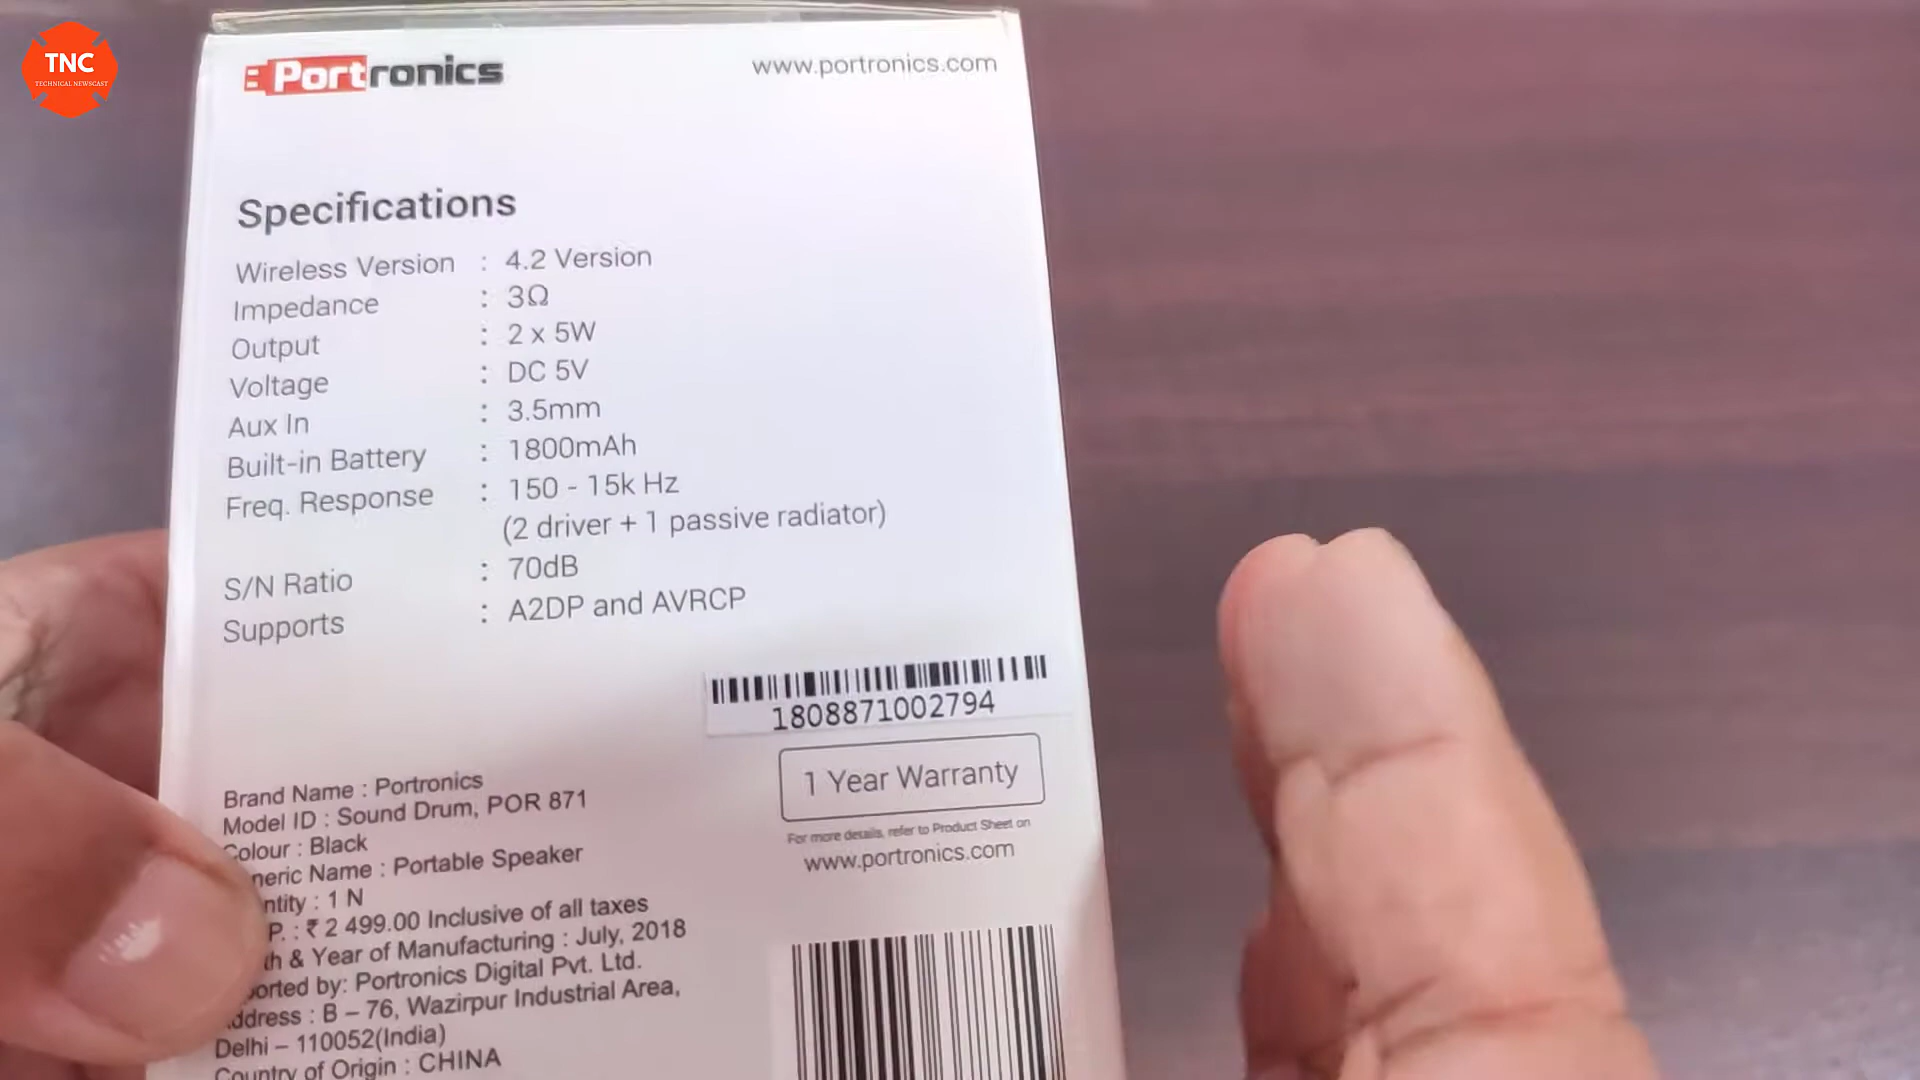 TNC
TECHNICAL NEWSCAST
Portronics
www.portronics.com
Specifications
Wireless Version : 4.2 Version
Impedance : 3Ω
Output : 2 x 5W
Voltage : DC 5V
Aux In : 3.5mm
Built-in Battery : 1800mAh
Freq. Response : 150 - 15k Hz
(2 driver + 1 passive radiator)
S/N Ratio : 70dB
Supports : A2DP and AVRCP
1808871002794
1 Year Warranty
For more details, refer to Product Sheet on
www.portronics.com
Brand Name : Portronics
Model ID : Sound Drum, POR 871
Colour : Black
neric Name : Portable Speaker
ntity : 1 N
P. : ₹ 2 499.00 Inclusive of all taxes
th & Year of Manufacturing : July, 2018
orted by: Portronics Digital Pvt. Ltd.
ddress : B – 76, Wazirpur Industrial Area,
Delhi – 110052(India)
Country of Origin : CHINA